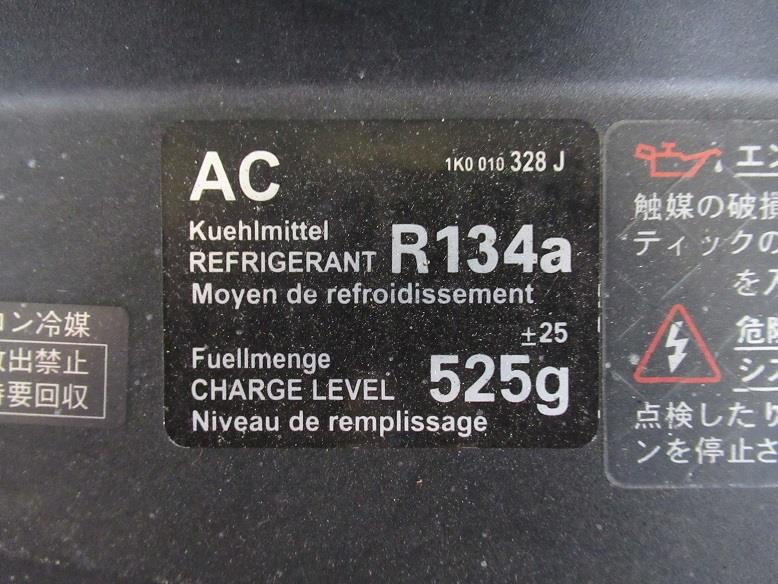 AC
1K0 010 328 J
Kuehlmittel
REFRIGERANT R134a
Moyen de refroidissement
±25
Fuellmenge
CHARGE LEVEL 525g
Niveau de remplissage
コン冷媒
放出禁止
要回収
エン
触媒の破損
ティックの
を入
危険
シス
点検したり
ンを停止さ